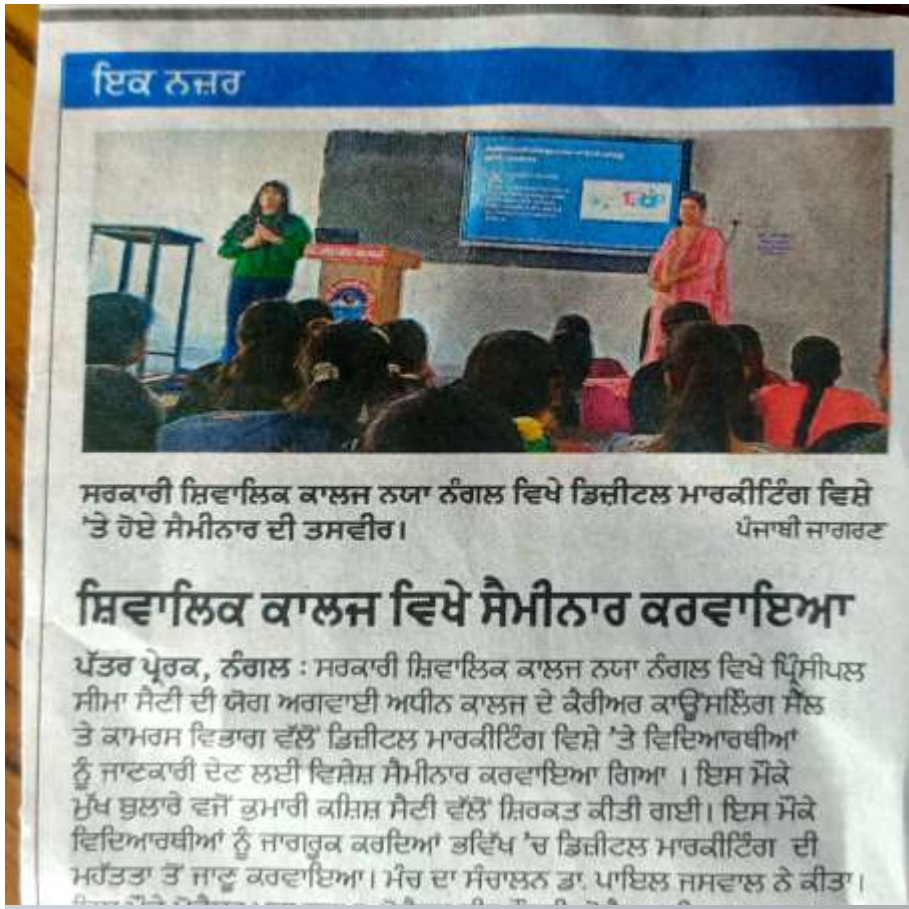 ਇਕ ਨਜ਼ਰ
ਸਰਕਾਰੀ ਸ਼ਿਵਾਲਿਕ ਕਾਲਜ ਨਯਾ ਨੰਗਲ ਵਿਖੇ ਡਿਜ਼ੀਟਲ ਮਾਰਕੀਟਿੰਗ ਵਿਸ਼ੇ
'ਤੇ ਹੋਏ ਸੈਮੀਨਾਰ ਦੀ ਤਸਵੀਰ। ਪੰਜਾਬੀ ਜਾਗਰਣ
ਸ਼ਿਵਾਲਿਕ ਕਾਲਜ ਵਿਖੇ ਸੈਮੀਨਾਰ ਕਰਵਾਇਆ
ਪੱਤਰ ਪ੍ਰੇਰਕ, ਨੰਗਲ : ਸਰਕਾਰੀ ਸ਼ਿਵਾਲਿਕ ਕਾਲਜ ਨਯਾ ਨੰਗਲ ਵਿਖੇ ਪ੍ਰਿੰਸੀਪਲ
ਸੀਮਾ ਸੈਣੀ ਦੀ ਯੋਗ ਅਗਵਾਈ ਅਧੀਨ ਕਾਲਜ ਦੇ ਕੈਰੀਅਰ ਕਾਊਂਸਲਿੰਗ ਸੈੱਲ
ਤੇ ਕਾਮਰਸ ਵਿਭਾਗ ਵੱਲੋਂ ਡਿਜ਼ੀਟਲ ਮਾਰਕੀਟਿੰਗ ਵਿਸ਼ੇ 'ਤੇ ਵਿਦਿਆਰਥੀਆਂ
ਨੂੰ ਜਾਣਕਾਰੀ ਦੇਣ ਲਈ ਵਿਸ਼ੇਸ਼ ਸੈਮੀਨਾਰ ਕਰਵਾਇਆ ਗਿਆ । ਇਸ ਮੌਕੇ
ਮੁੱਖ ਬੁਲਾਰੇ ਵਜੋਂ ਕੁਮਾਰੀ ਕਸ਼ਿਸ਼ ਸੈਣੀ ਵੱਲੋਂ ਸ਼ਿਰਕਤ ਕੀਤੀ ਗਈ। ਇਸ ਮੌਕੇ
ਵਿਦਿਆਰਥੀਆਂ ਨੂੰ ਜਾਗਰੂਕ ਕਰਦਿਆਂ ਭਵਿੱਖ 'ਚ ਡਿਜ਼ੀਟਲ ਮਾਰਕੀਟਿੰਗ ਦੀ
ਮਹੱਤਤਾ ਤੋਂ ਜਾਣੂ ਕਰਵਾਇਆ। ਮੰਚ ਦਾ ਸੰਚਾਲਨ ਡਾ. ਪਾਇਲ ਜਸਵਾਲ ਨੇ ਕੀਤਾ।